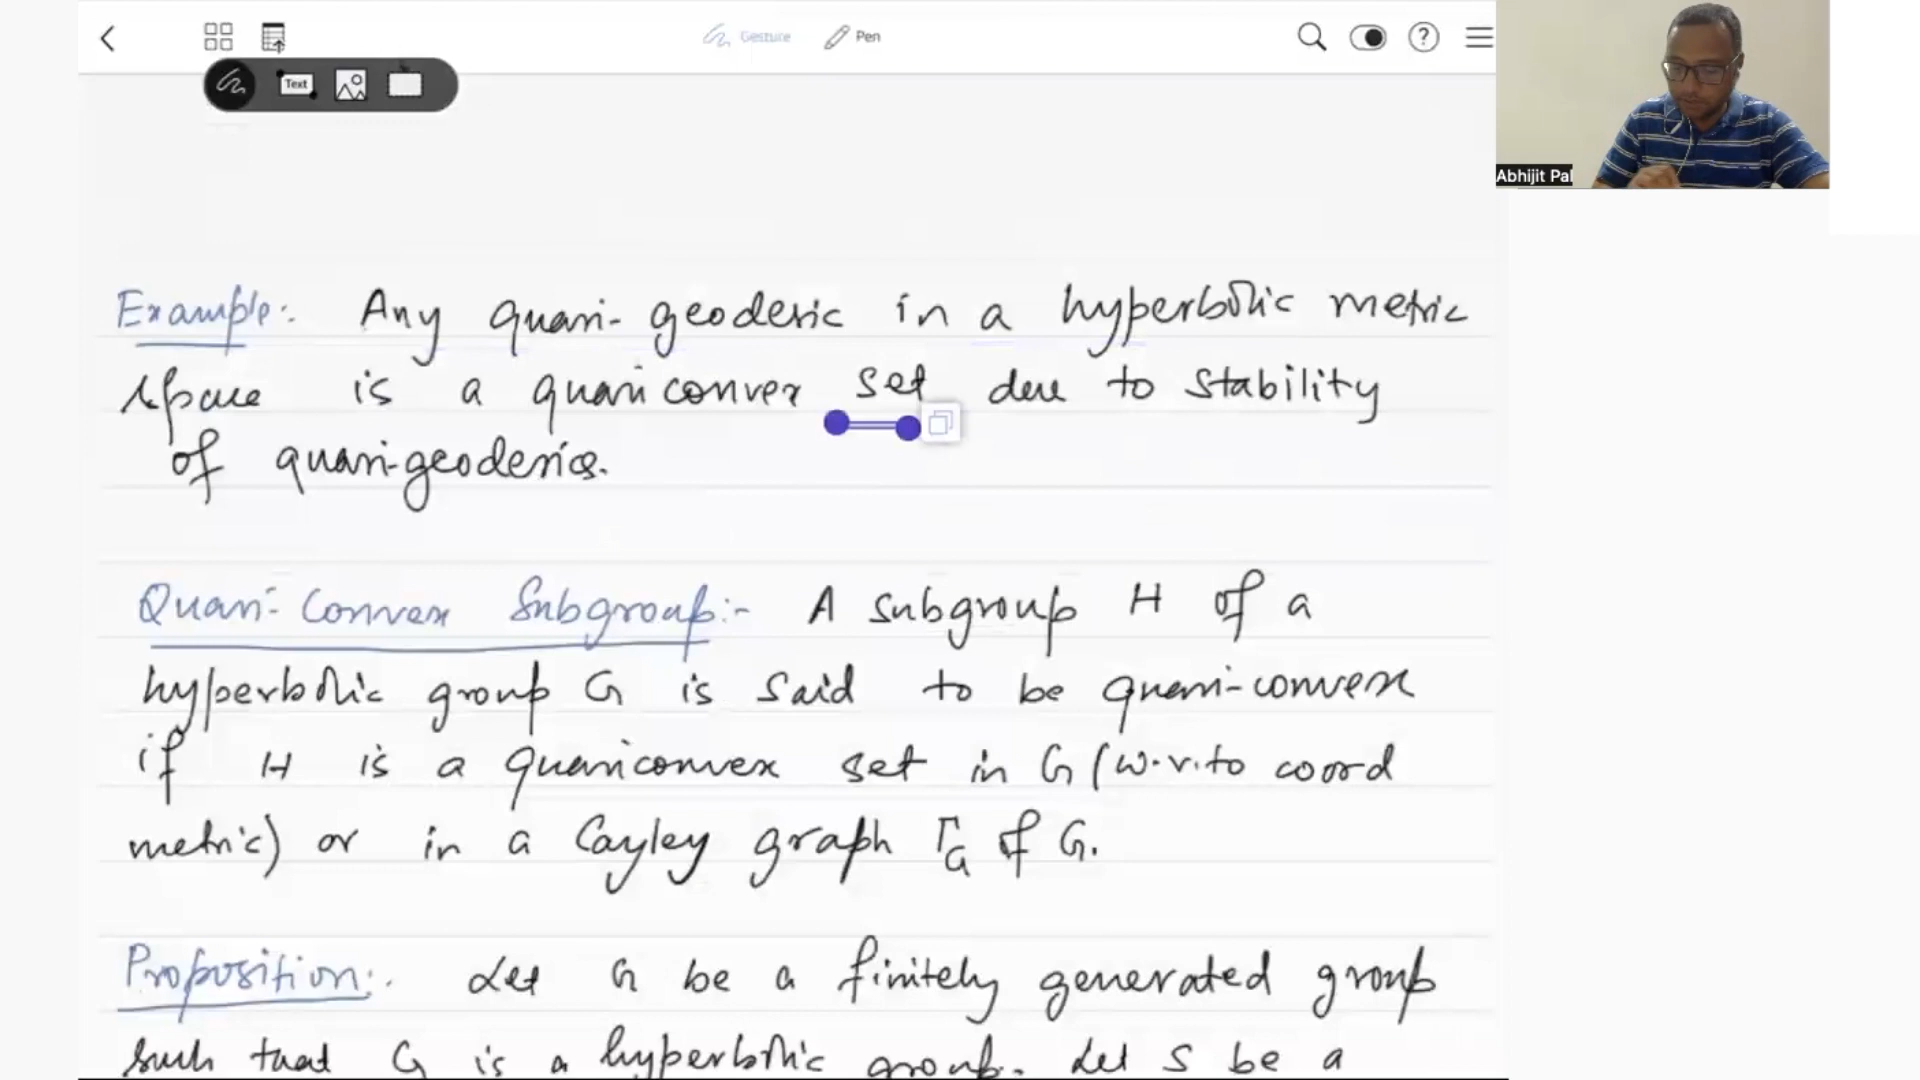 Gesture Pen
Text
Abhijit Pal
Example:. Any quasi-geodesic in a hyperbolic metric
space is a quasiconvex set due to stability
of quasi-geodesics.
Quasi-Convex Subgroup:- A subgroup H of a
hyperbolic group G is said to be quasi-convex
if H is a quasiconvex set in G (w.r.to coord
metric) or in a Cayley graph Γ_G of G.
Proposition:. Let G be a finitely generated group
such that G is a hyperbolic group. Let S be a